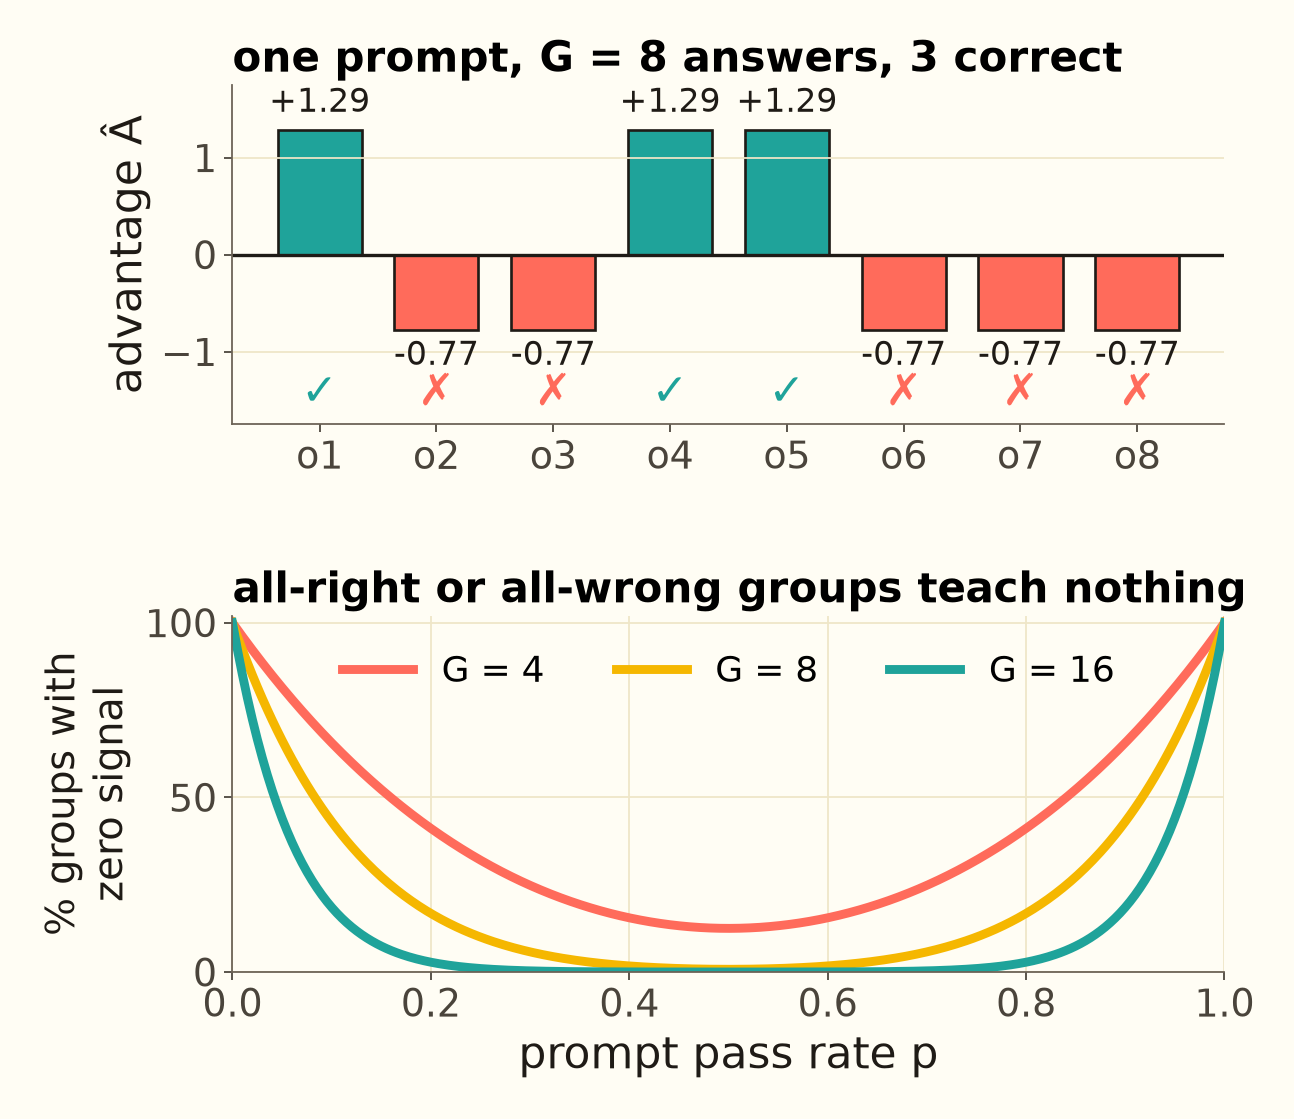 one prompt, G = 8 answers, 3 correct
advantage Â
+1.29 +1.29 +1.29
1
0
−1
-0.77 -0.77 -0.77 -0.77 -0.77
✓ ✗ ✗ ✓ ✓ ✗ ✗ ✗
o1 o2 o3 o4 o5 o6 o7 o8
all-right or all-wrong groups teach nothing
% groups with
zero signal
100
50
0
G = 4 G = 8 G = 16
0.0 0.2 0.4 0.6 0.8 1.0
prompt pass rate p